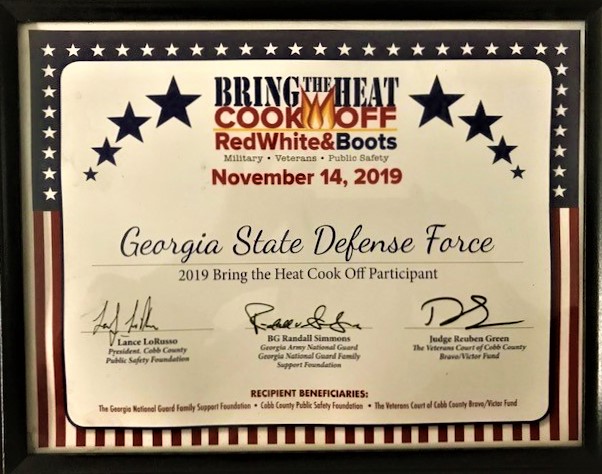 BRING THE HEAT
COOK OFF
RedWhite&Boots
Military • Veterans • Public Safety
November 14, 2019
Georgia State Defense Force
2019 Bring the Heat Cook Off Participant
Lance LoRusso
President, Cobb County
Public Safety Foundation
BG Randall Simmons
Georgia Army National Guard
Georgia National Guard Family
Support Foundation
Judge Reuben Green
The Veterans Court of Cobb County
Bravo/Victor Fund
RECIPIENT BENEFICIARIES:
The Georgia National Guard Family Support Foundation • Cobb County Public Safety Foundation • The Veterans Court of Cobb County Bravo/Victor Fund